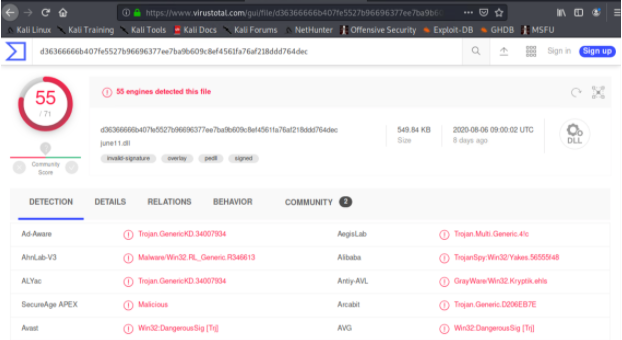 https://www.virustotal.com/gui/file/d36366666b407fe5527b96696377ee7ba9b60
Kali Linux Kali Training Kali Tools Kali Docs Kali Forums NetHunter Offensive Security Exploit-DB GHDB MSFU
d36366666b407fe5527b96696377ee7ba9b609c8ef4561fa76af218ddd764dec Sign in Sign up
55 55 engines detected this file
/ 71
d36366666b407fe5527b96696377ee7ba9b609c8ef4561fa76af218ddd764dec 549.84 KB 2020-08-06 09:00:02 UTC
june11.dll Size 8 days ago DLL
invalid-signature overlay pedll signed
Community
Score
DETECTION DETAILS RELATIONS BEHAVIOR COMMUNITY 2
Ad-Aware Trojan.GenericKD.34007934 AegisLab Trojan.Multi.Generic.4!c
AhnLab-V3 Malware/Win32.RL_Generic.R346613 Alibaba TrojanSpy:Win32/Yakes.56555f48
ALYac Trojan.GenericKD.34007934 Antiy-AVL GrayWare/Win32.Kryptik.ehls
SecureAge APEX Malicious Arcabit Trojan.Generic.D206EB7E
Avast Win32:DangerousSig [Trj] AVG Win32:DangerousSig [Trj]